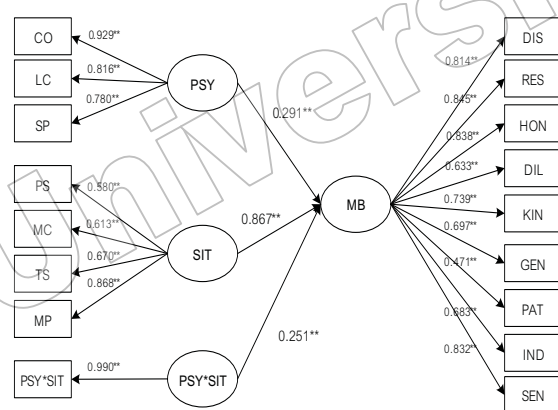 CO
0.929**
LC
0.816**
SP
0.780**
PSY
0.291**
PS
0.580**
MC
0.613**
TS
0.670**
MP
0.868**
SIT
0.867**
PSY*SIT
0.990**
PSY*SIT
0.251**
MB
DIS
0.814**
RES
0.845**
HON
0.838**
DIL
0.633**
KIN
0.739**
GEN
0.697**
PAT
0.471**
IND
0.683**
SEN
0.832**
Universi